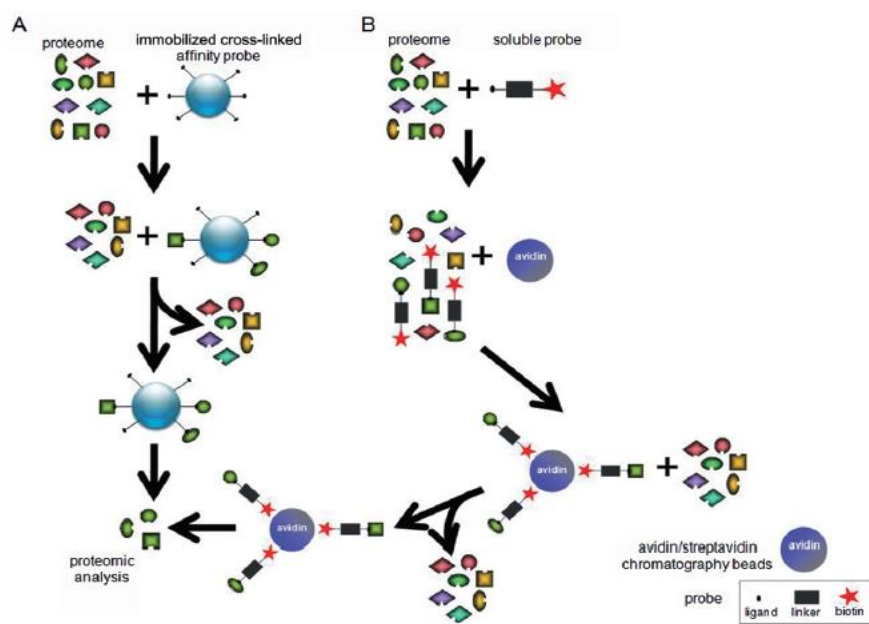 A
proteome
immobilized cross-linked
affinity probe
B
proteome
soluble probe
avidin
avidin
avidin
proteomic
analysis
avidin/streptavidin
chromatography beads
avidin
probe
ligand
linker
biotin